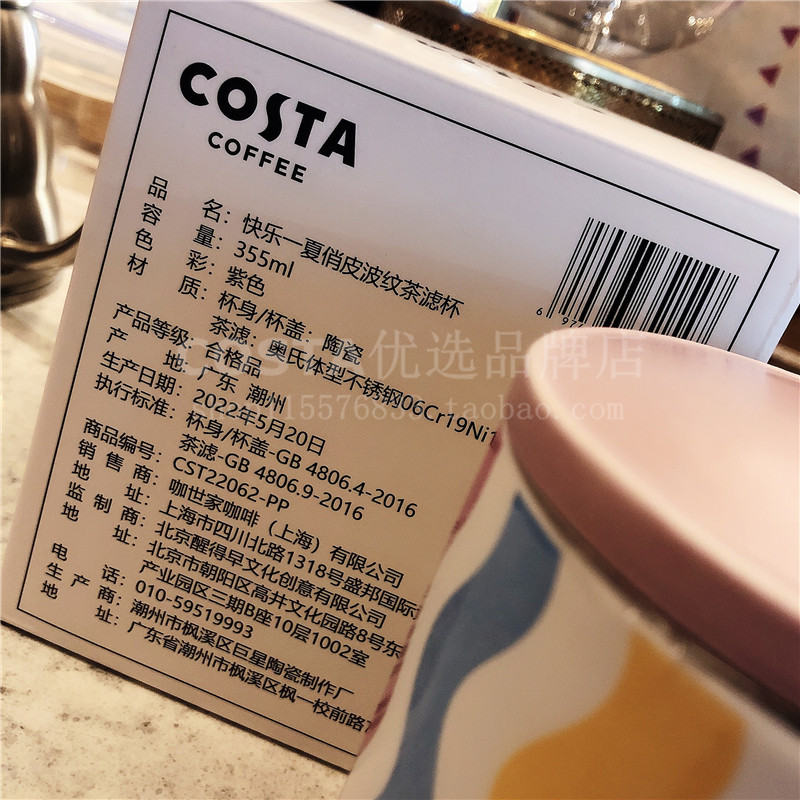 COSTA
COFFEE
品 名：快乐一夏俏皮波纹茶滤杯
容 量：355ml
色 彩：紫色
材 质：杯身/杯盖：陶瓷
茶滤：奥氏体型不锈钢06Cr19Ni1
产品等级：合格品
产 地：广东 潮州
生产日期：2022年5月20日
执行标准：杯身/杯盖-GB 4806.4-2016
茶滤-GB 4806.9-2016
商品编号：CST22062-PP
销 售 商：咖世家咖啡（上海）有限公司
地 址：上海市四川北路1318号盛邦国际
监 制 商：北京醒得早文化创意有限公司
地 址：北京市朝阳区高井文化园路8号东
产业园区三期B座10层1002室
电 话：010-59519993
生 产 商：潮州市枫溪区巨星陶瓷制作厂
地 址：广东省潮州市枫溪区枫一校前路
6 977
COSTA优选品牌店
.taobao.com